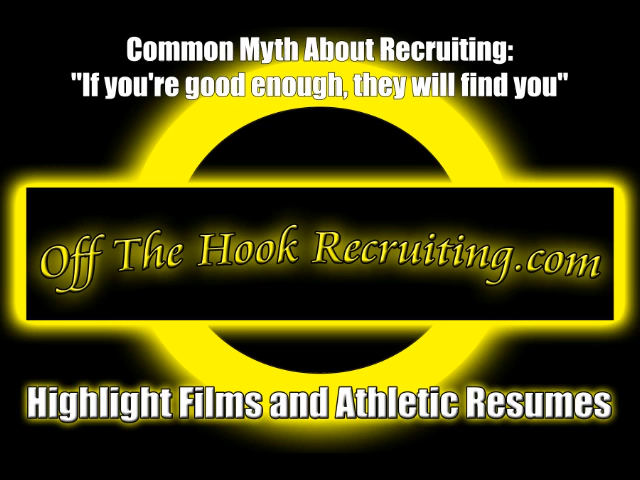 Common Myth About Recruiting:
"If you're good enough, they will find you"
Off The Hook Recruiting.com
Highlight Films and Athletic Resumes